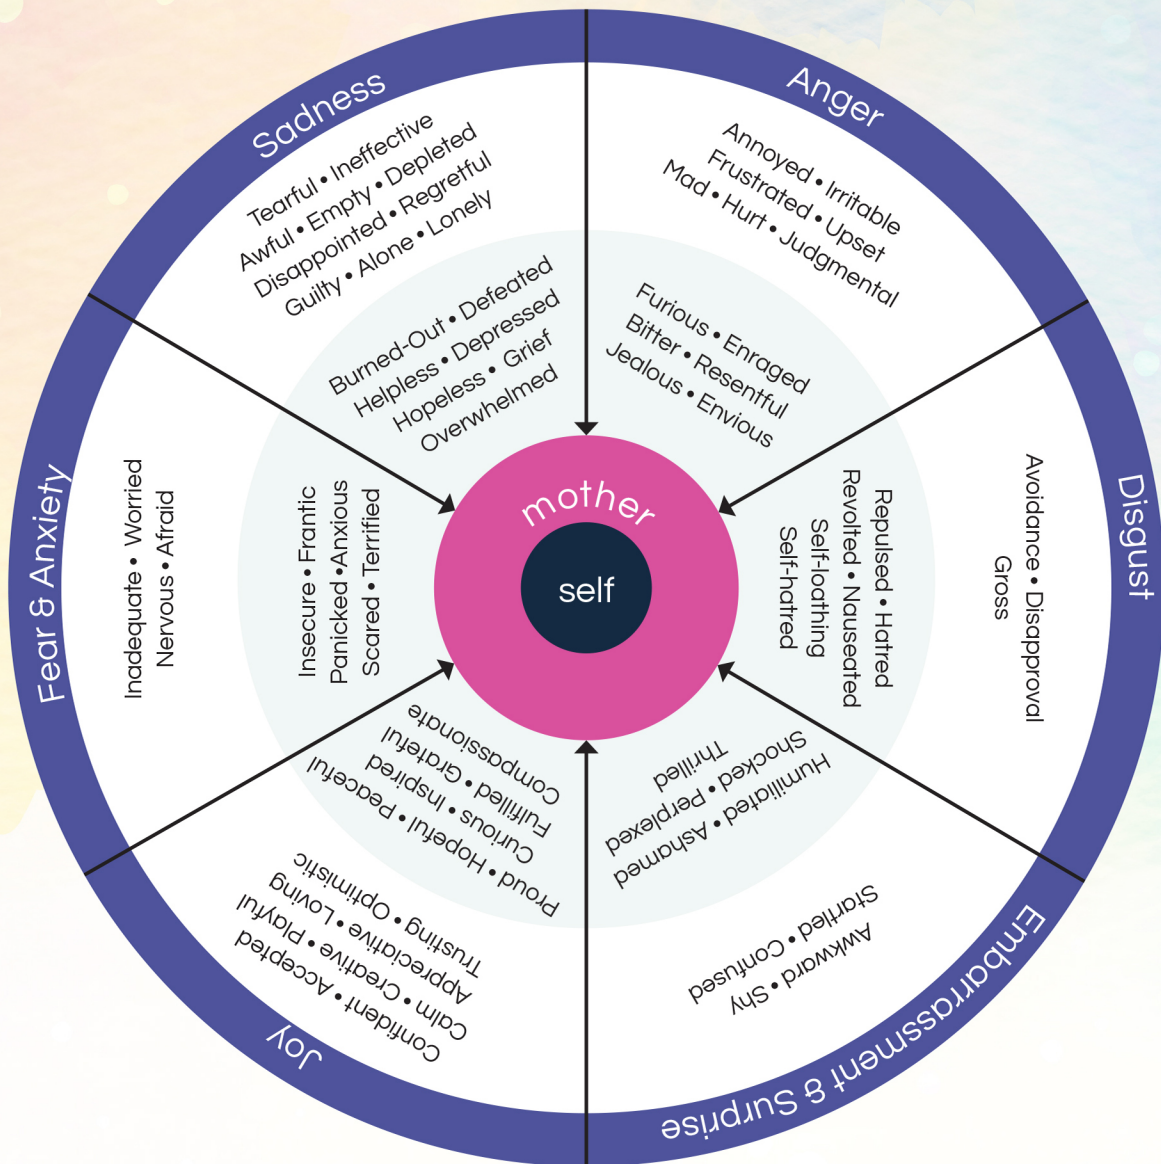 Sadness
Tearful • Ineffective
Awful • Empty • Depleted
Disappointed • Regretful
Guilty • Alone • Lonely
Burned-Out • Defeated
Helpless • Depressed
Hopeless • Grief
Overwhelmed
Anger
Annoyed • Irritable
Frustrated • Upset
Mad • Hurt • Judgmental
Furious • Enraged
Bitter • Resentful
Jealous • Envious
Disgust
Avoidance • Disapproval
Gross
Repulsed • Hatred
Revolted • Nauseated
Self-loathing
Self-hatred
Embarrassment & Surprise
Awkward • Shy
Startled • Confused
Humiliated • Ashamed
Shocked • Perplexed
Thrilled
Joy
Confident • Accepted
Calm • Creative • Playful
Appreciative • Loving
Trusting • Optimistic
Proud • Hopeful • Peaceful
Curious • Inspired
Fulfilled • Grateful
Compassionate
Fear & Anxiety
Inadequate • Worried
Nervous • Afraid
Insecure • Frantic
Panicked •Anxious
Scared • Terrified
mother
self